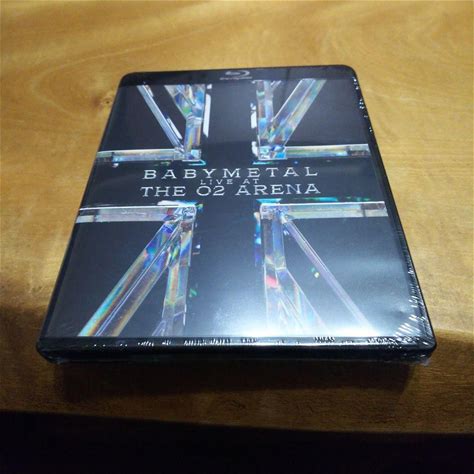 BABYMETAL
LIVE AT
THE O2 ARENA